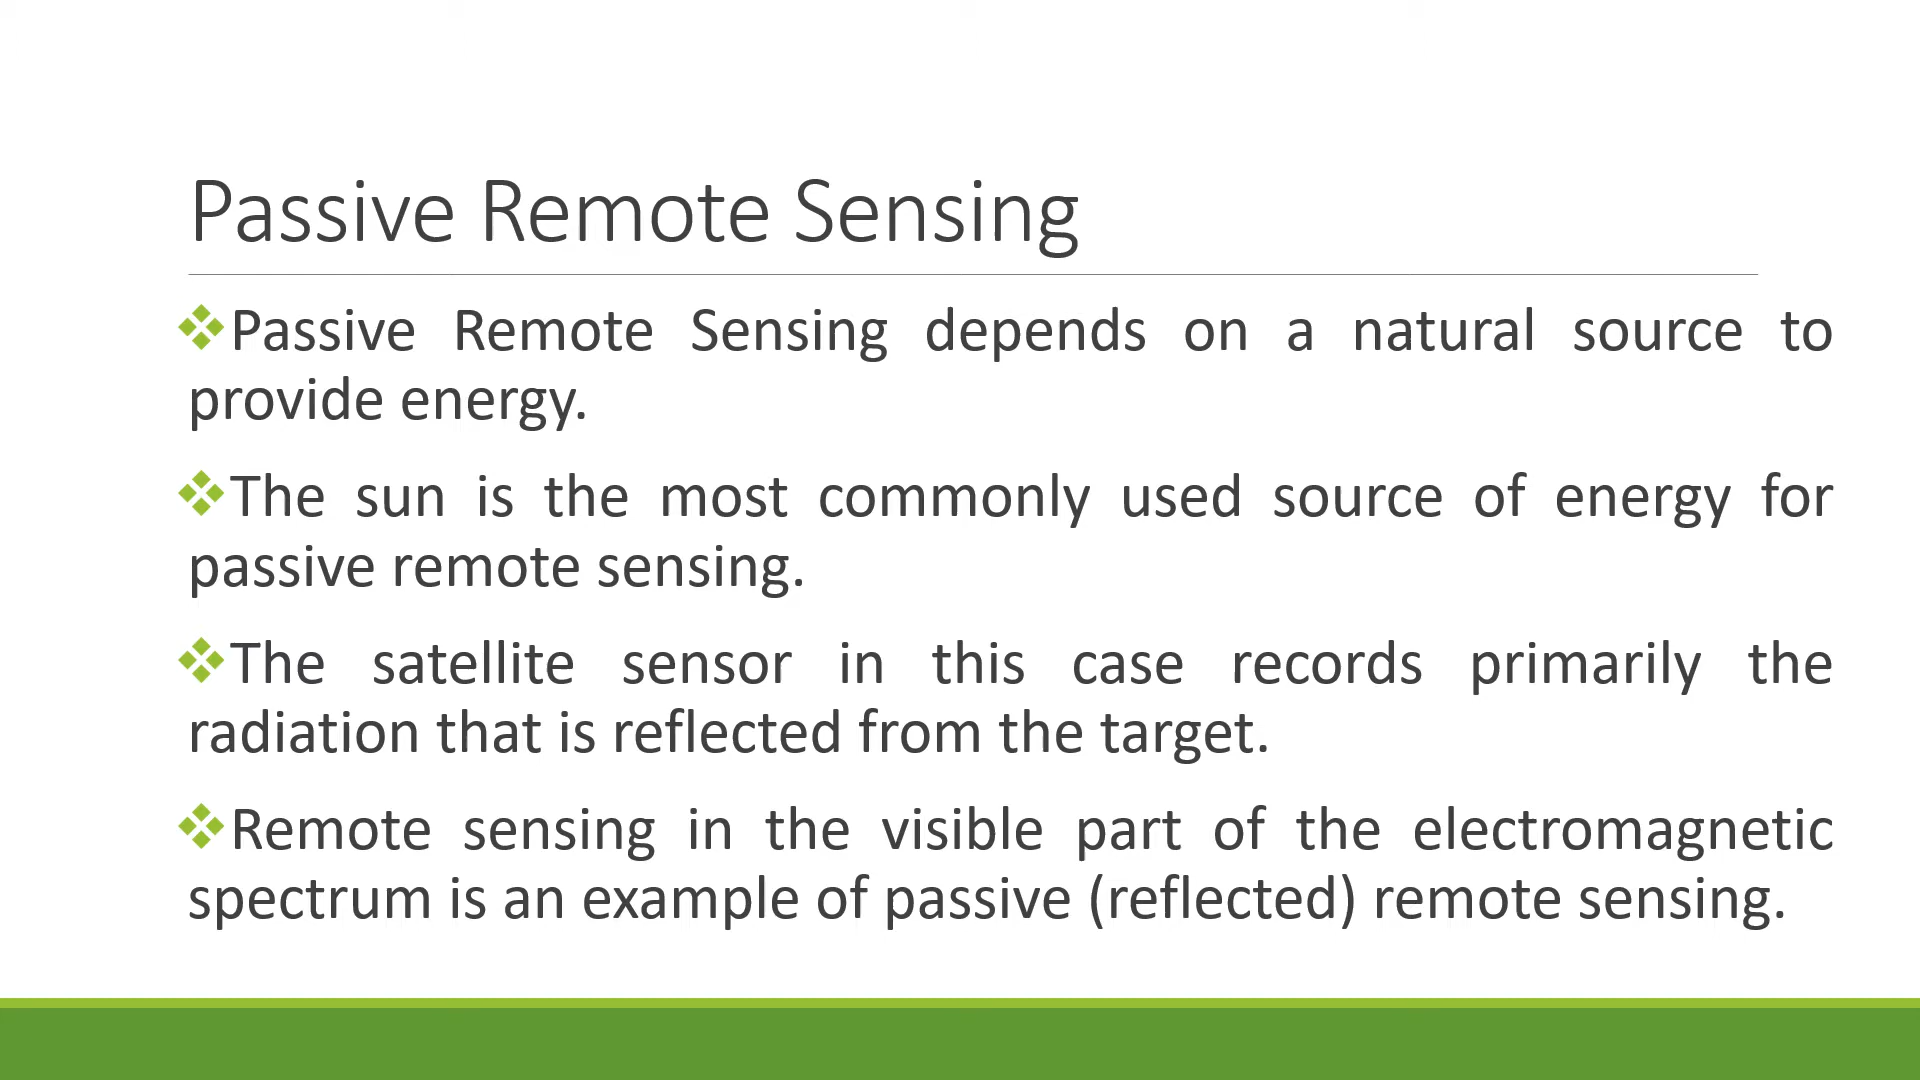 Passive Remote Sensing
❖Passive Remote Sensing depends on a natural source to
provide energy.
❖The sun is the most commonly used source of energy for
passive remote sensing.
❖The satellite sensor in this case records primarily the
radiation that is reflected from the target.
❖Remote sensing in the visible part of the electromagnetic
spectrum is an example of passive (reflected) remote sensing.